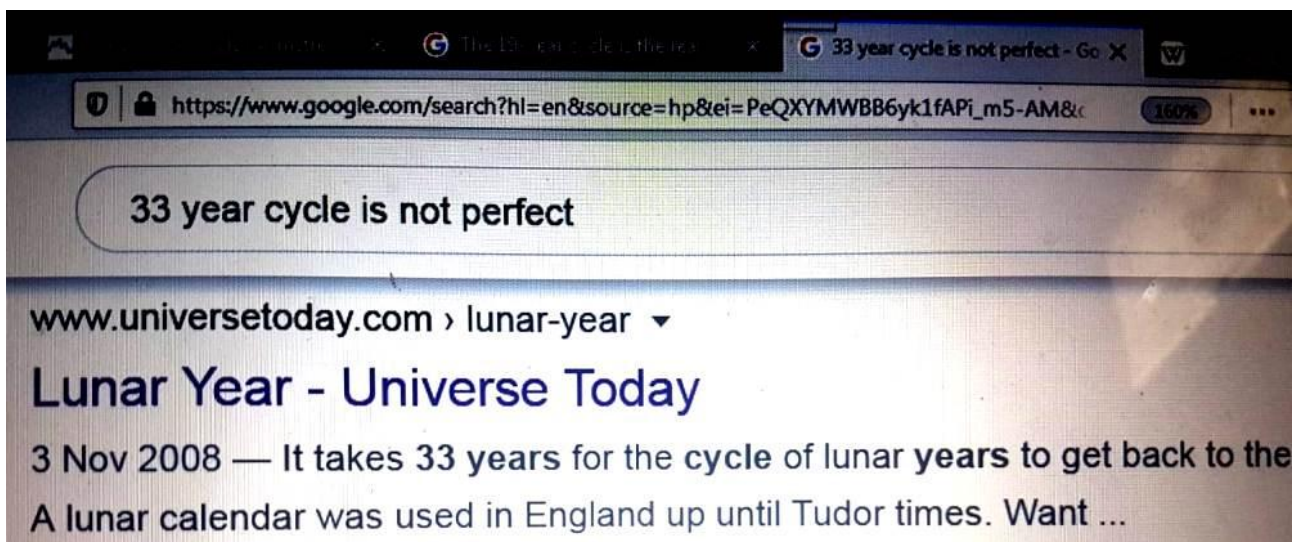 33 year cycle is not perfect - Go
https://www.google.com/search?hl=en&source=hp&ei=PeQXYMWBB6yk1fAPi_m5-AM&
160%
33 year cycle is not perfect
www.universetoday.com › lunar-year
Lunar Year - Universe Today
3 Nov 2008 — It takes 33 years for the cycle of lunar years to get back to the
A lunar calendar was used in England up until Tudor times. Want ...